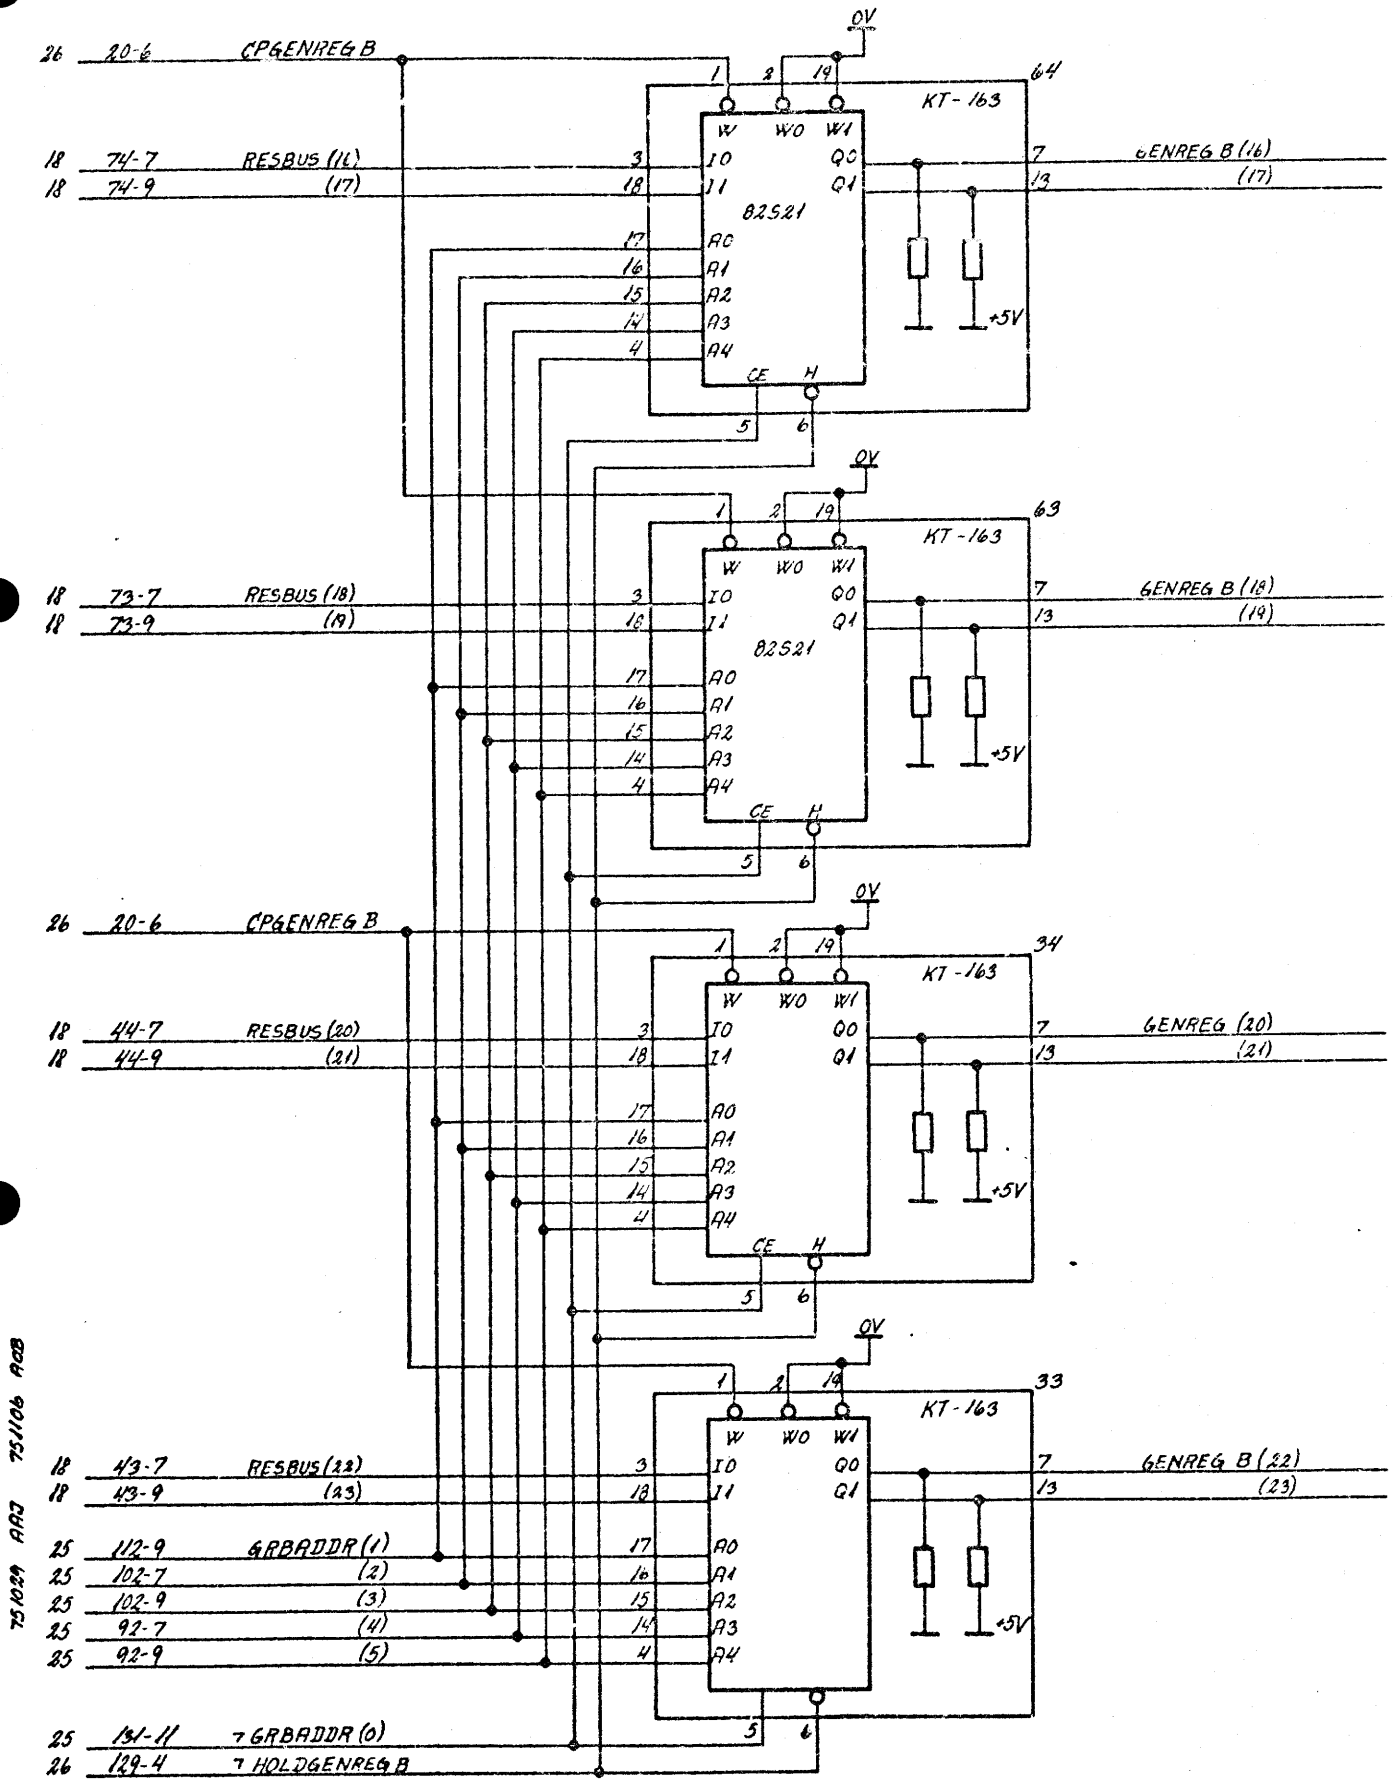 0V
26 20-6 CPGENREG B
1 2 19 64
KT-163
W W0 W1
18 74-7 RESBUS (16) 3 I0 Q0 7 GENREG B (16)
18 74-9 (17) 18 I1 Q1 13 (17)
82S21
17 A0
16 A1
15 A2
14 A3 +5V
4 A4
CE H
5 6
0V
1 2 19 63
KT-163
W W0 W1
18 73-7 RESBUS (18) 3 I0 Q0 7 GENREG B (18)
18 73-9 (19) 18 I1 Q1 13 (19)
82S21
17 A0
16 A1
15 A2
14 A3 +5V
4 A4
CE H
5 6
0V
26 20-6 CPGENREG B
1 2 19 34
KT-163
W W0 W1
18 44-7 RESBUS (20) 3 I0 Q0 7 GENREG (20)
18 44-9 (21) 18 I1 Q1 13 (21)
17 A0
16 A1
15 A2
14 A3 +5V
4 A4
CE H
5 6
0V
1 2 19 33
KT-163
W W0 W1
18 43-7 RESBUS (22) 3 I0 Q0 7 GENREG B (22)
18 43-9 (23) 18 I1 Q1 13 (23)
25 112-9 GRBADDR (1) 17 A0
25 102-7 (2) 16 A1
25 102-9 (3) 15 A2
25 92-7 (4) 14 A3 +5V
25 92-9 (5) 4 A4
5 6
25 131-11 ¬ GRBADDR (0)
26 129-4 ¬ HOLDGENREG B
751029 AAJ 751106 AOB